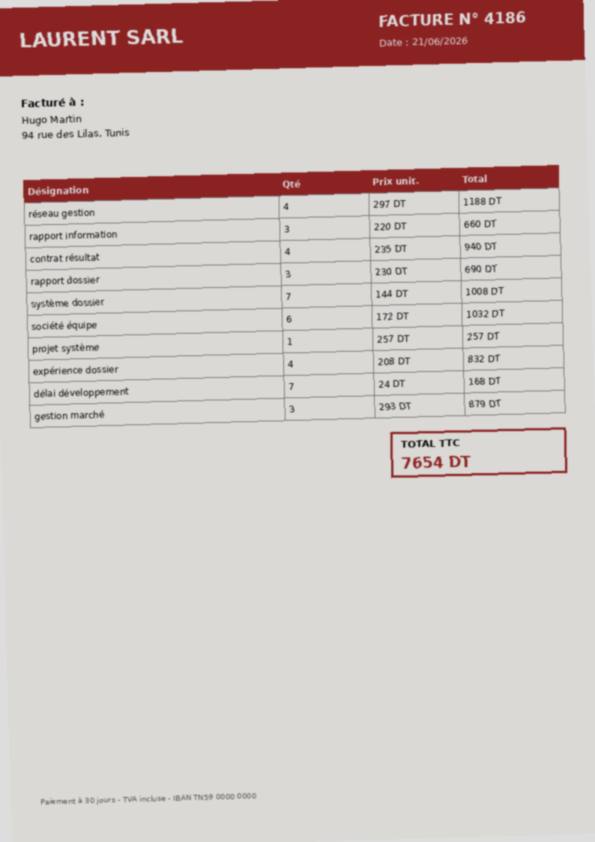 LAURENT SARL
FACTURE N° 4186
Date : 21/06/2026
Facturé à :
Hugo Martin
94 rue des Lilas, Tunis
Désignation Qté Prix unit. Total
réseau gestion 4 297 DT 1188 DT
rapport information 3 220 DT 660 DT
contrat résultat 4 235 DT 940 DT
rapport dossier 3 230 DT 690 DT
système dossier 7 144 DT 1008 DT
société équipe 6 172 DT 1032 DT
projet système 1 257 DT 257 DT
expérience dossier 4 208 DT 832 DT
délai développement 7 24 DT 168 DT
gestion marché 3 293 DT 879 DT
TOTAL TTC
7654 DT
Paiement à 30 jours - TVA incluse - IBAN TN59 0000 0000